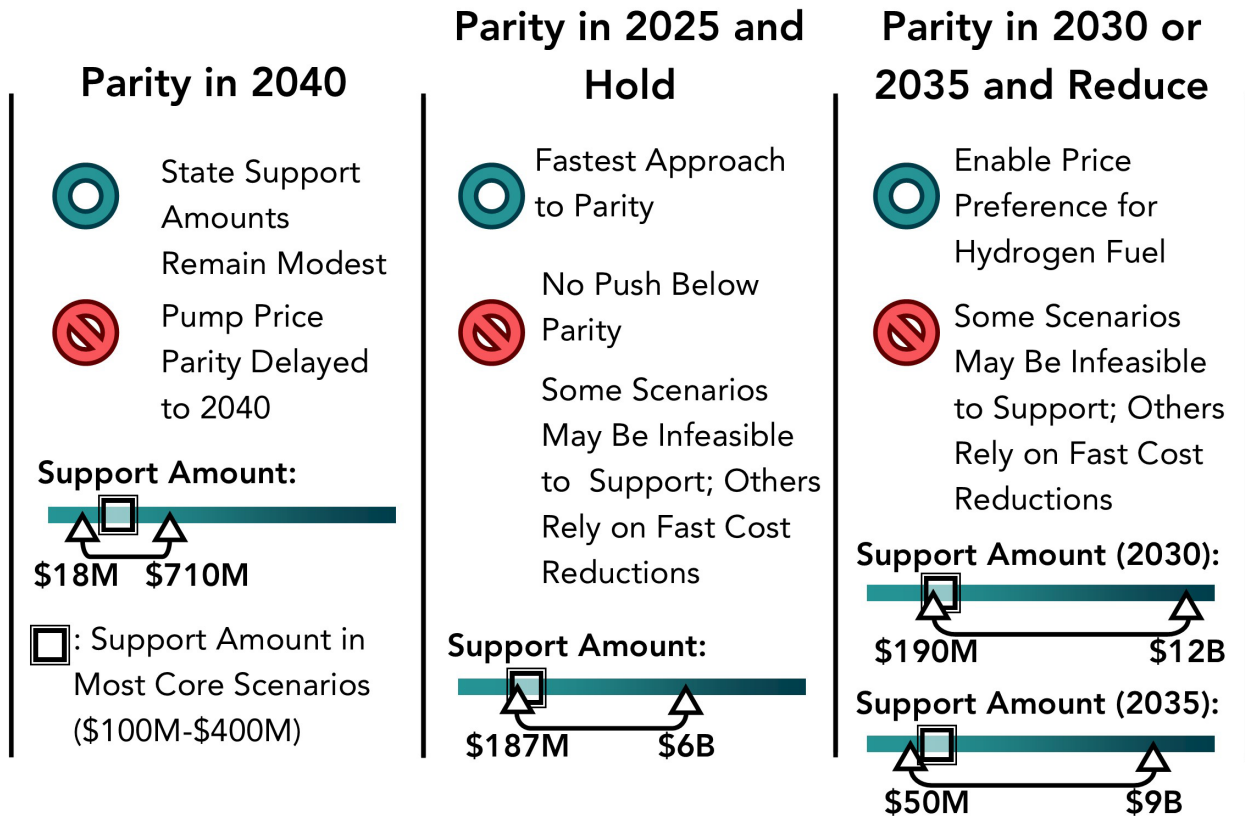 Parity in 2040
State Support
Amounts
Remain Modest
Pump Price
Parity Delayed
to 2040
Support Amount:
$18M $710M
: Support Amount in
Most Core Scenarios
($100M-$400M)
Parity in 2025 and
Hold
Fastest Approach
to Parity
No Push Below
Parity
Some Scenarios
May Be Infeasible
to Support; Others
Rely on Fast Cost
Reductions
Support Amount:
$187M $6B
Parity in 2030 or
2035 and Reduce
Enable Price
Preference for
Hydrogen Fuel
Some Scenarios
May Be Infeasible
to Support; Others
Rely on Fast Cost
Reductions
Support Amount (2030):
$190M $12B
Support Amount (2035):
$50M $9B